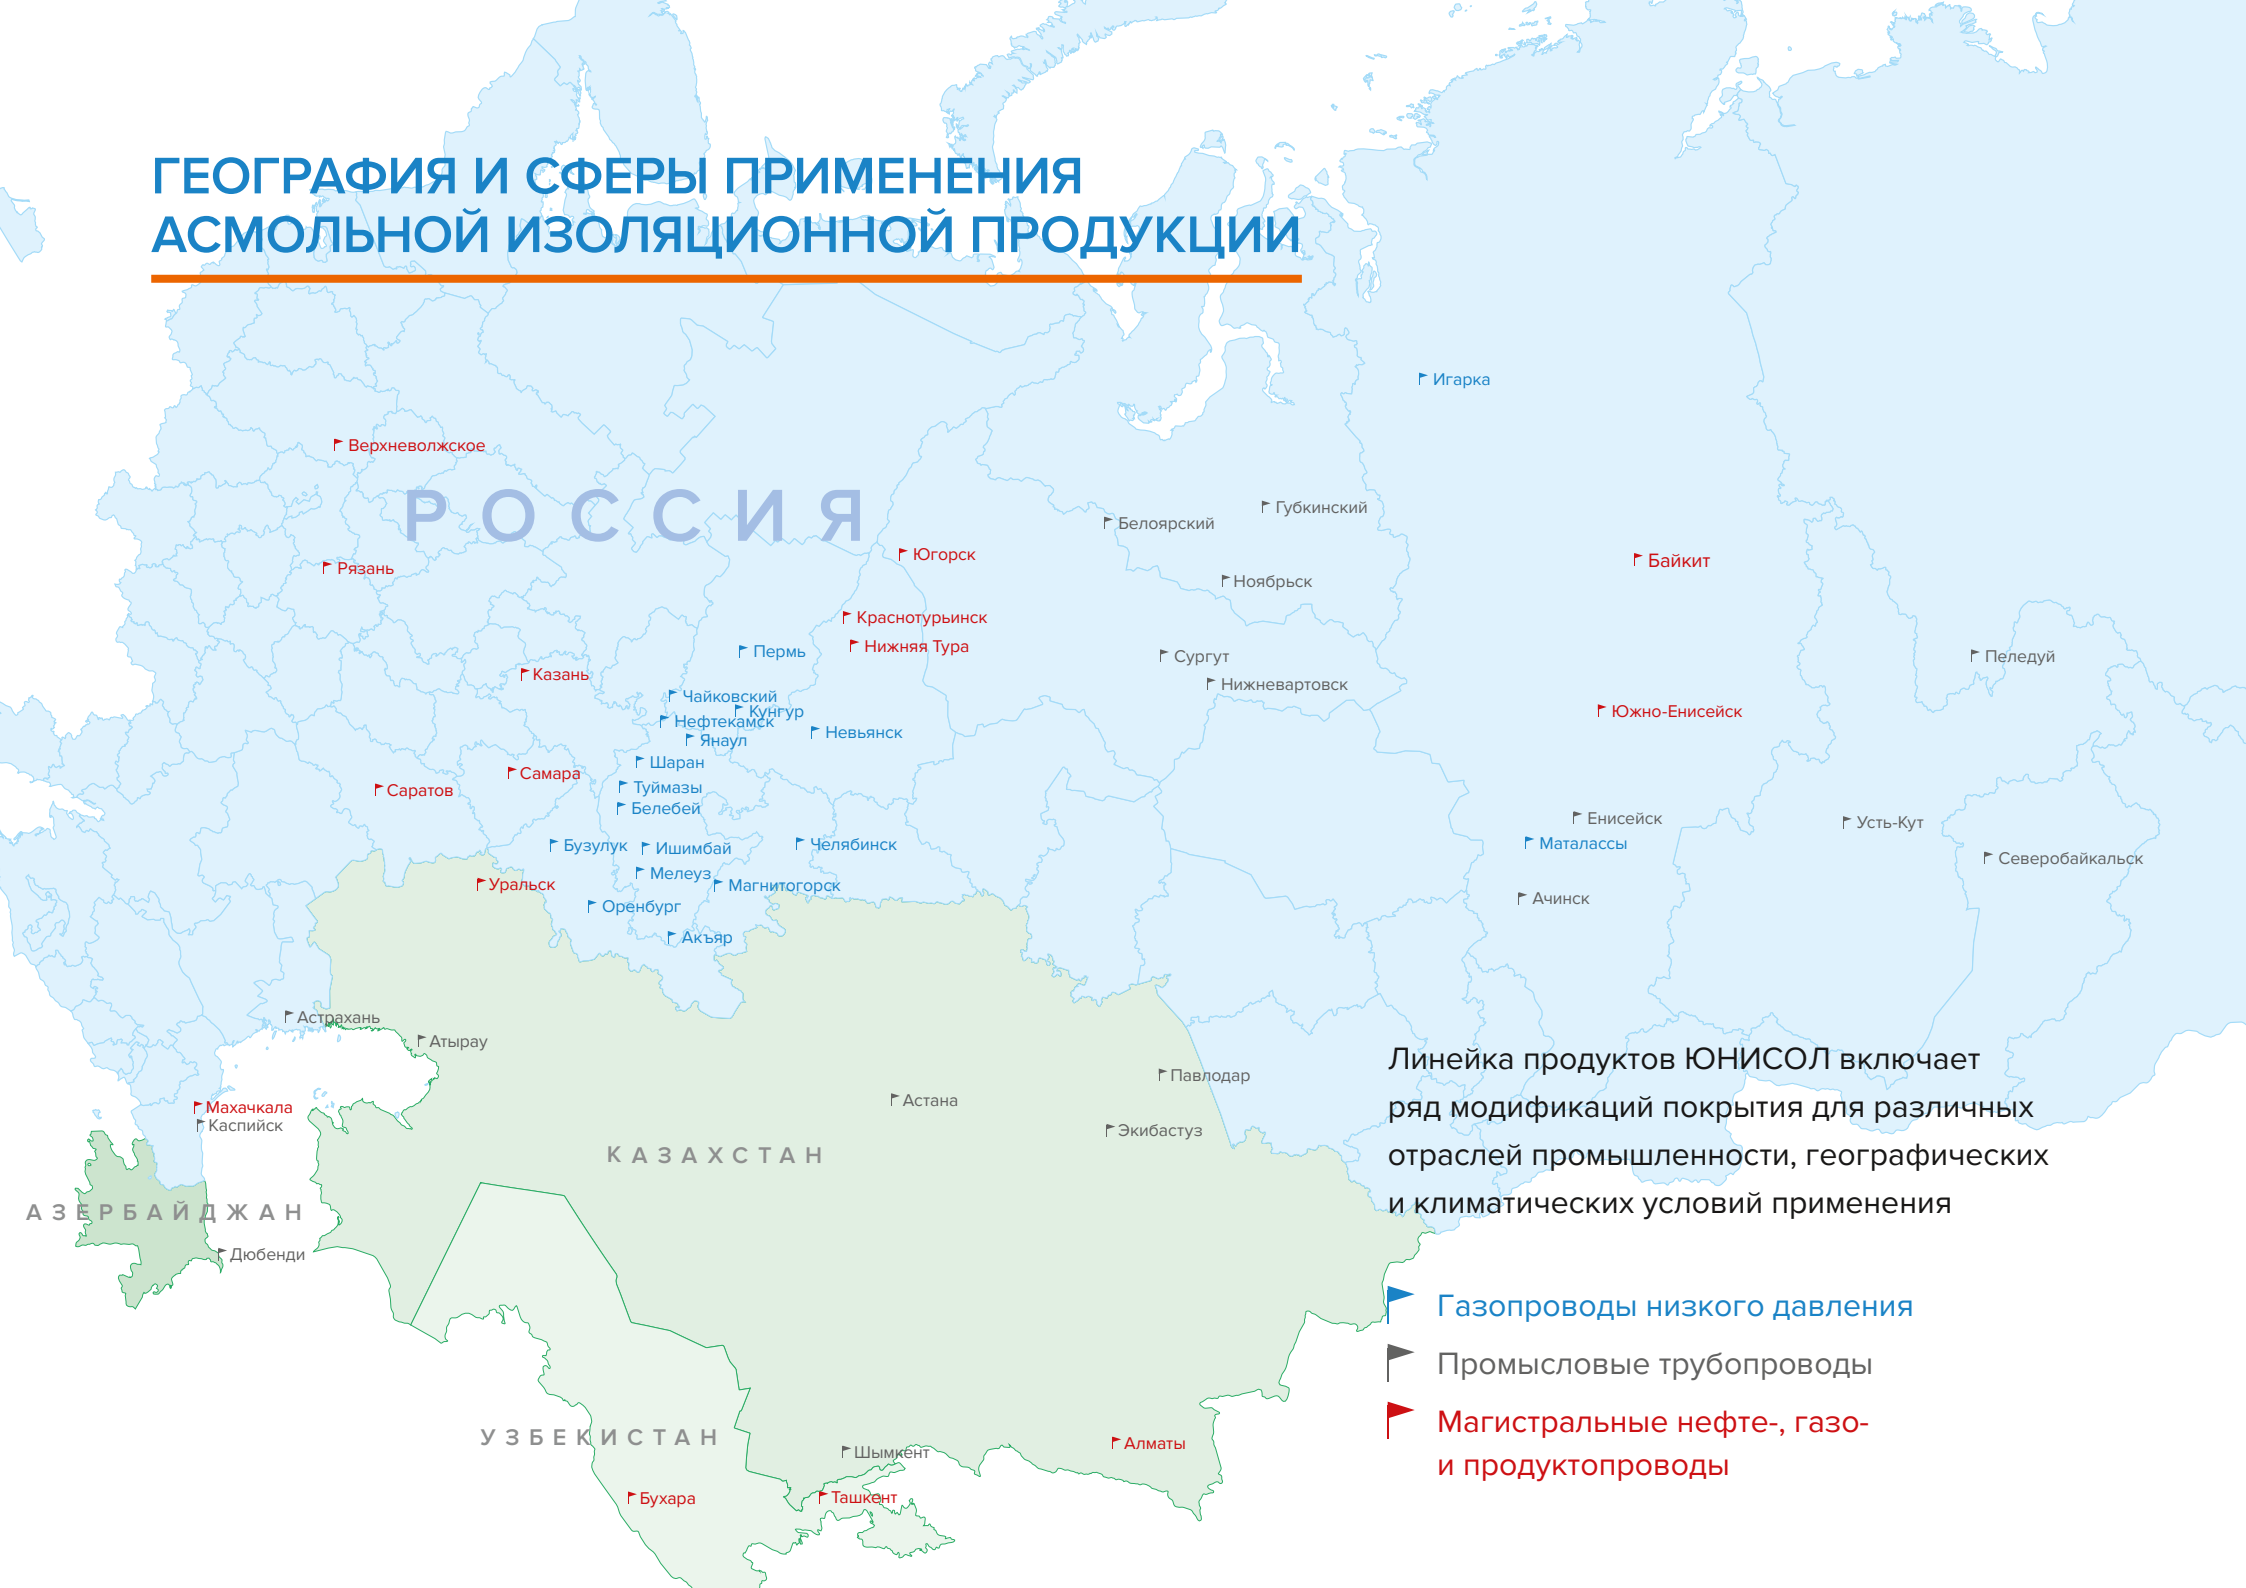 ГЕОГРАФИЯ И СФЕРЫ ПРИМЕНЕНИЯ
АСМОЛЬНОЙ ИЗОЛЯЦИОННОЙ ПРОДУКЦИИ
Игарка
Верхневолжское
РОССИЯ
Губкинский
Белоярский
Югорск
Байкит
Рязань
Ноябрьск
Краснотурьинск
Нижняя Тура
Пермь
Сургут
Пеледуй
Казань
Нижневартовск
Чайковский
Кунгур
Южно-Енисейск
Нефтекамск
Невьянск
Янаул
Шаран
Самара
Туймазы
Саратов
Белебей
Енисейск
Усть-Кут
Маталассы
Бузулук
Ишимбай
Челябинск
Северобайкальск
Мелеуз
Уральск
Магнитогорск
Ачинск
Оренбург
Акъяр
Астрахань
Атырау
Павлодар
Астана
Махачкала
Каспийск
Экибастуз
КАЗАХСТАН
АЗЕРБАЙДЖАН
Дюбенди
УЗБЕКИСТАН
Шымкент
Алматы
Бухара
Ташкент
Линейка продуктов ЮНИСОЛ включает
ряд модификаций покрытия для различных
отраслей промышленности, географических
и климатических условий применения
Газопроводы низкого давления
Промысловые трубопроводы
Магистральные нефте-, газо-
и продуктопроводы